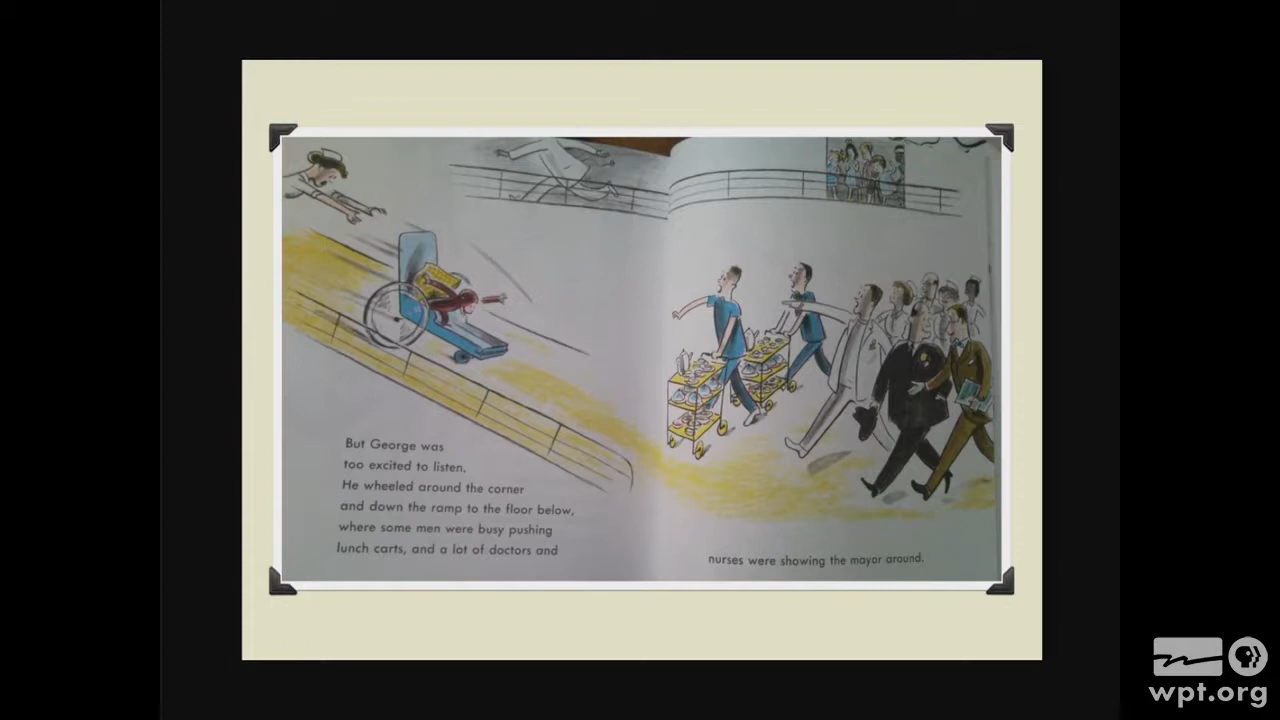 But George was
too excited to listen.
He wheeled around the corner
and down the ramp to the floor below,
where some men were busy pushing
lunch carts, and a lot of doctors and
nurses were showing the mayor around.
wpt.org